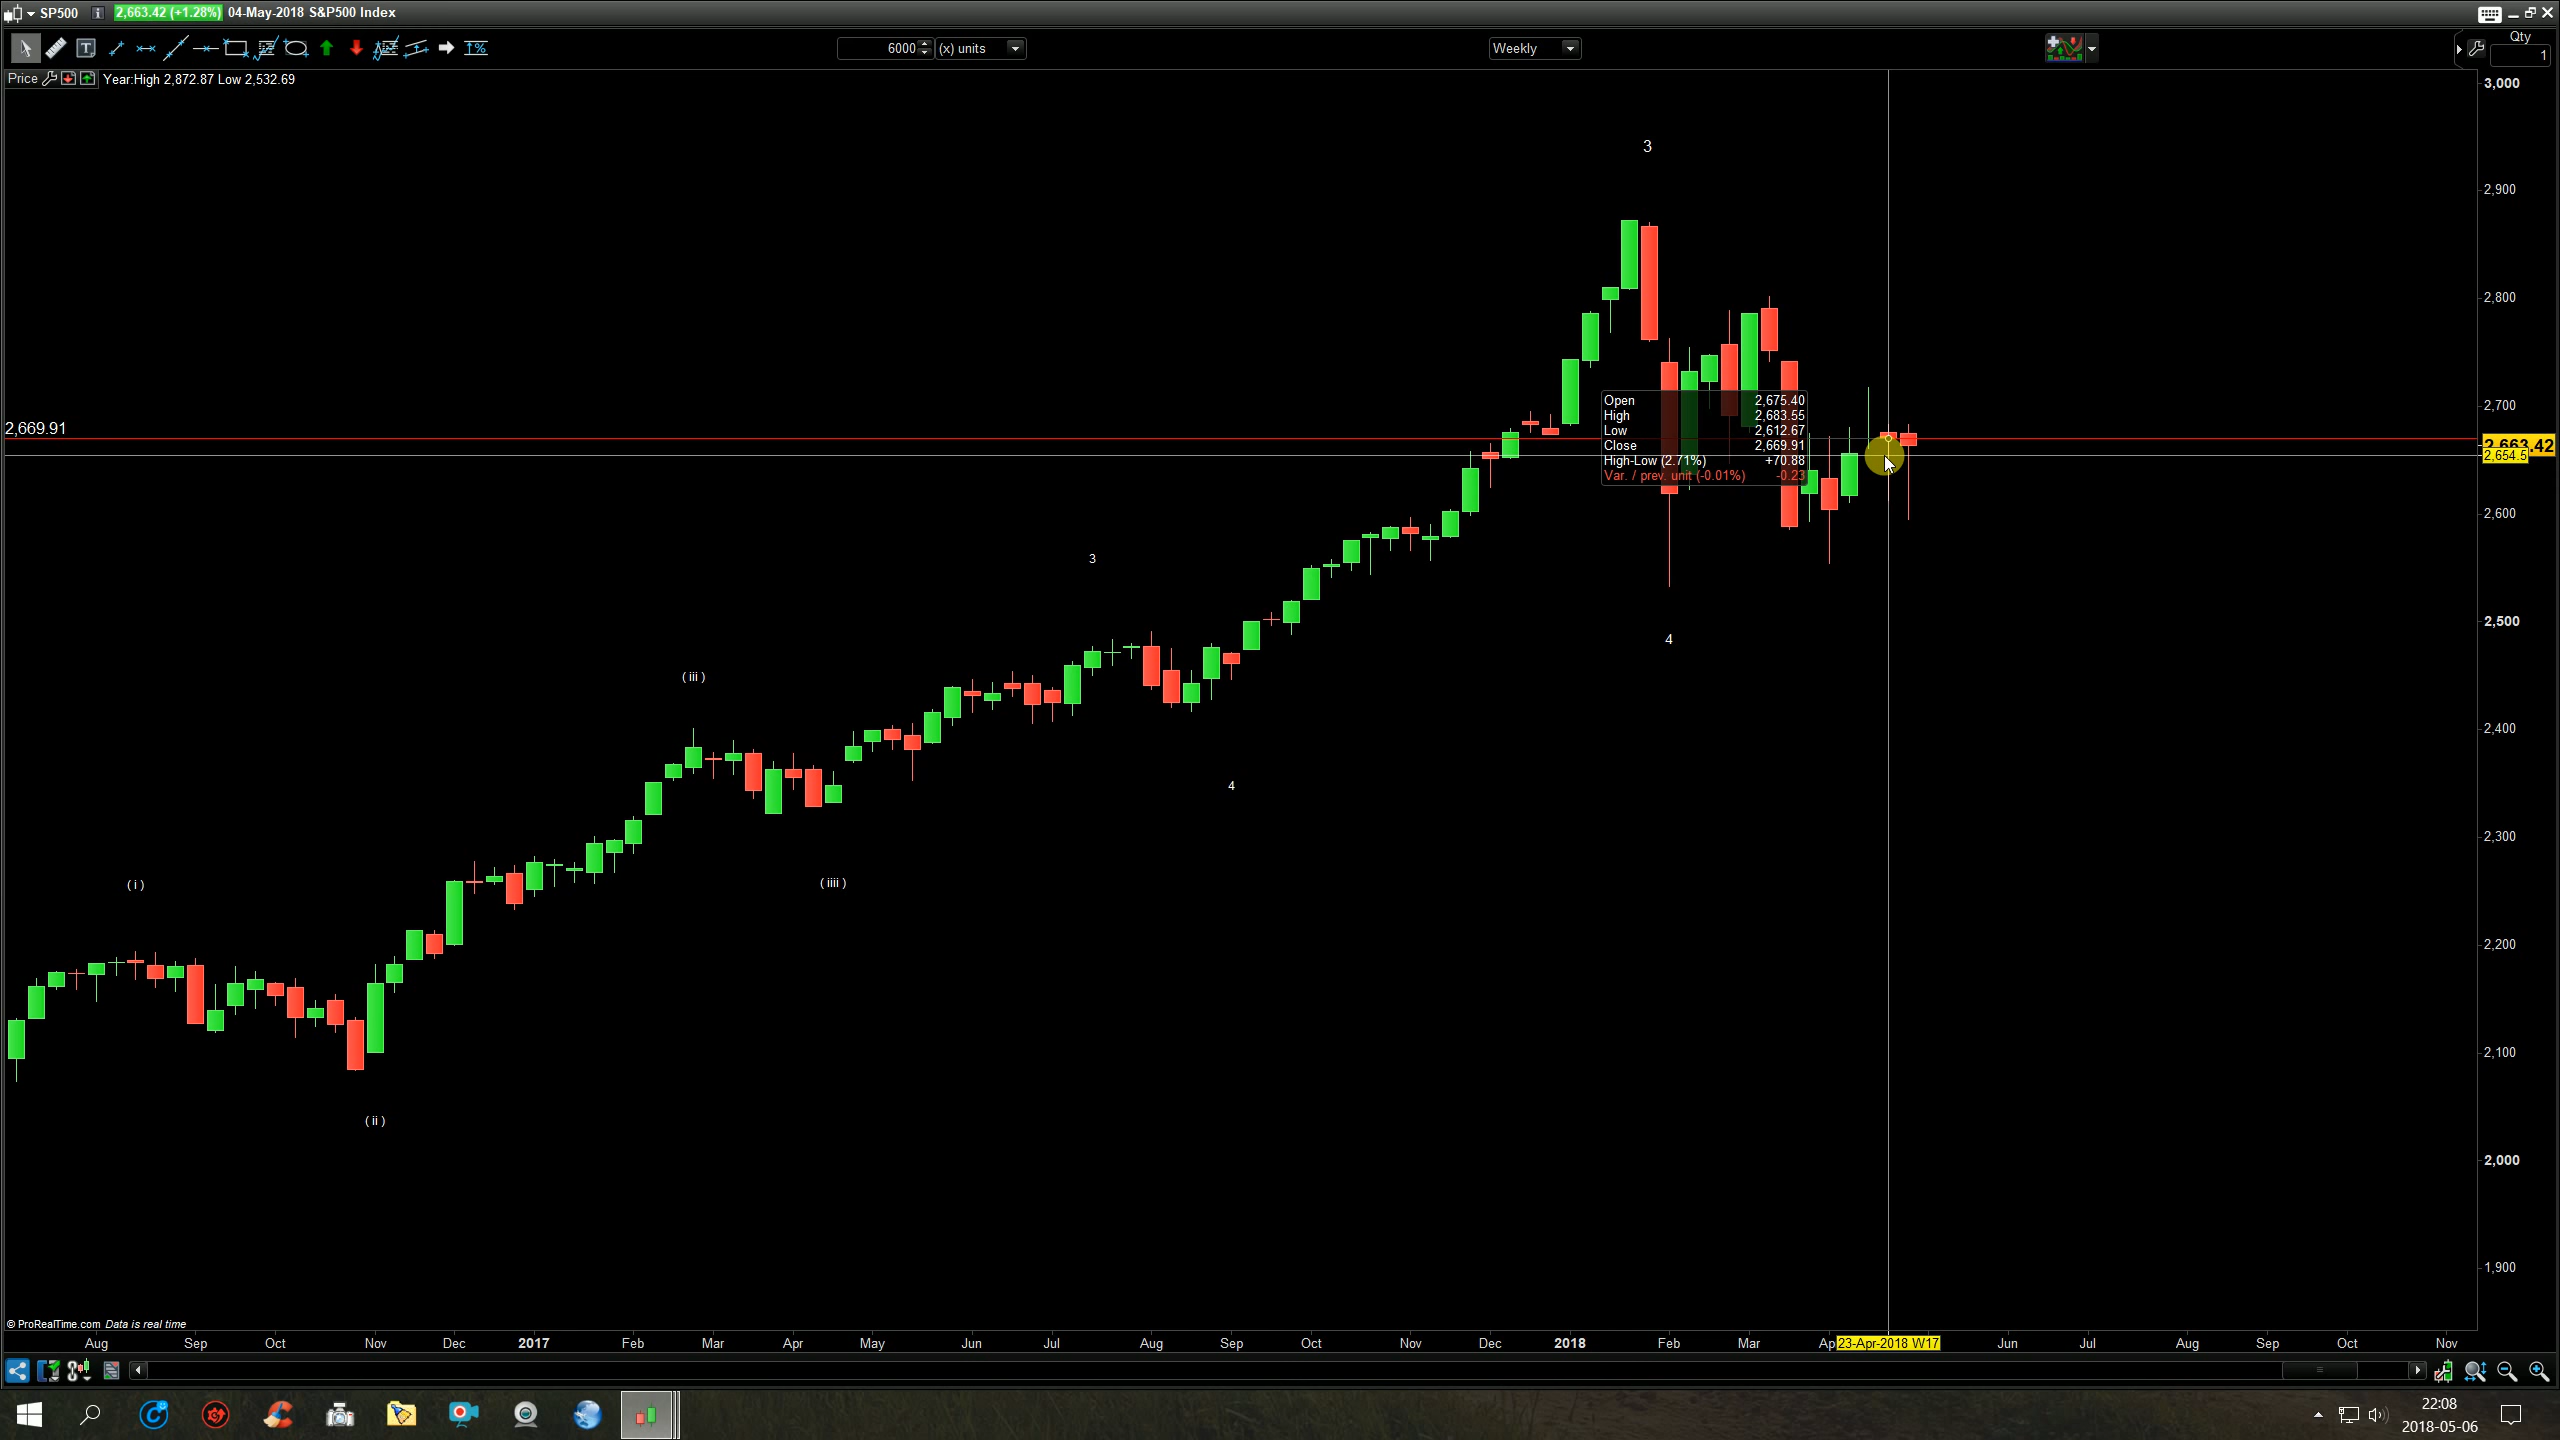 SP500 2,663.42 (+1.28%) 04-May-2018 S&P500 Index
6000 (x) units Weekly Qty
1
Price Year:High 2,872.87 Low 2,532.69
3,000
3
2,900
2,800
2,700
Open 2,675.40
High 2,683.55
Low 2,612.67
Close 2,669.91
High-Low (2.71%) +70.88
Var. / prev. unit (-0.01%) -0.23
2,669.91
2,663.42
2,654.5
2,600
3
2,500
4
( iii )
2,400
4
2,300
( i )
( iiii )
2,200
2,100
( ii )
2,000
1,900
© ProRealTime.com Data is real time
Aug Sep Oct Nov Dec 2017 Feb Mar Apr May Jun Jul Aug Sep Oct Nov Dec 2018 Feb Mar Ap 23-Apr-2018 W17 Jun Jul Aug Sep Oct Nov
22:08
2018-05-06